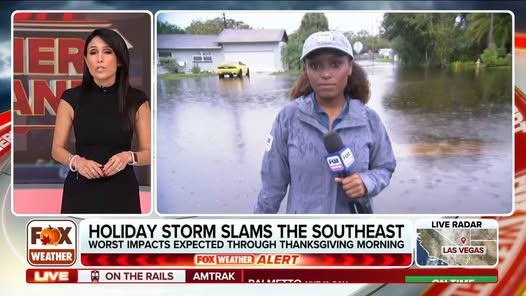 HOLIDAY STORM SLAMS THE SOUTHEAST
WORST IMPACTS EXPECTED THROUGH THANKSGIVING MORNING
FOX WEATHER ALERT
FOX
WEATHER
LIVE RADAR
LAS VEGAS
LIVE
ON THE RAILS
AMTRAK
PALMETTO
ON TIME